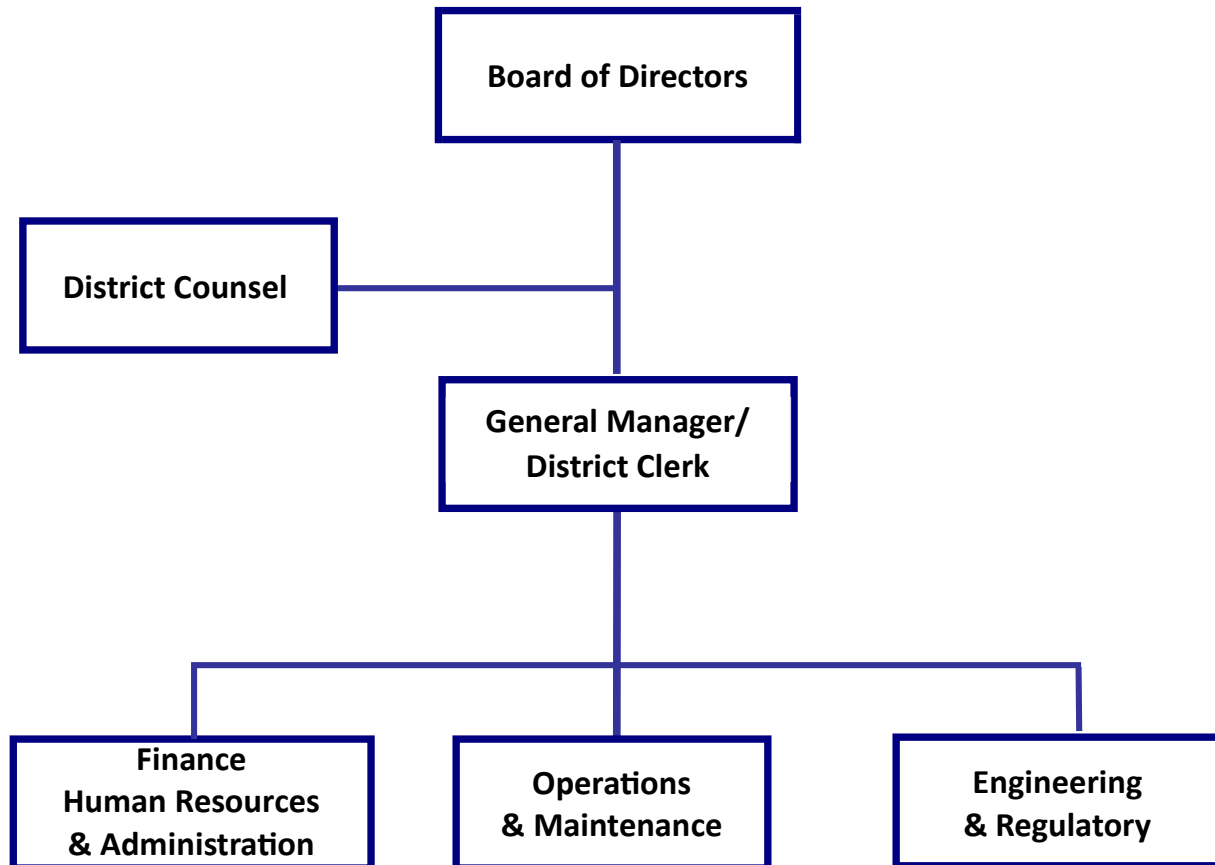 Board of Directors
District Counsel
General Manager/
District Clerk
Finance
Human Resources
& Administration
Operations
& Maintenance
Engineering
& Regulatory